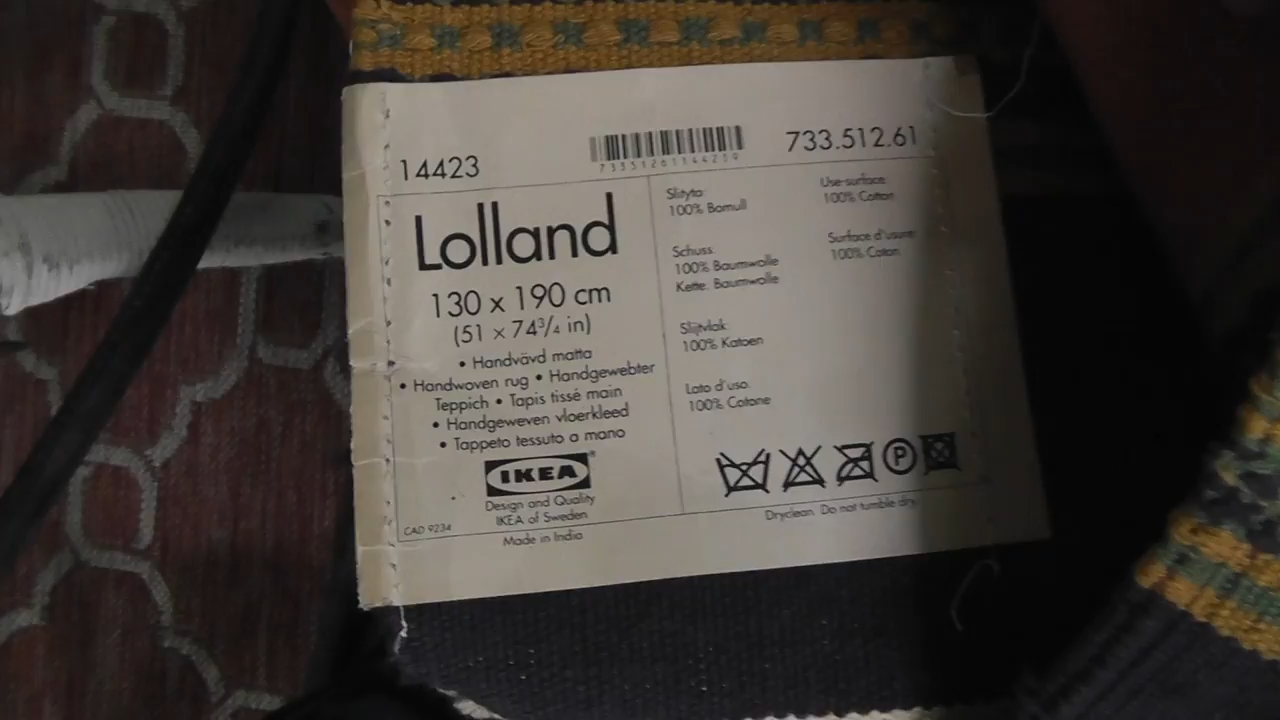 14423
73351261144239
733.512.61
Lolland
130 x 190 cm
(51 x 74¾ in)
• Handvävd matta
• Handwoven rug • Handgewebter
Teppich • Tapis tissé main
• Handgeweven vloerkleed
• Tappeto tessuto a mano
IKEA®
Design and Quality
IKEA of Sweden
CAD 9234
Made in India
Slityta:
100% Bomull
Schuss:
100% Baumwolle
Kette: Baumwolle
Slijtvlak:
100% Katoen
Lato d'uso:
100% Cotone
Use-surface:
100% Cotton
Surface d'usure:
100% Coton
P
Dryclean. Do not tumble dry.